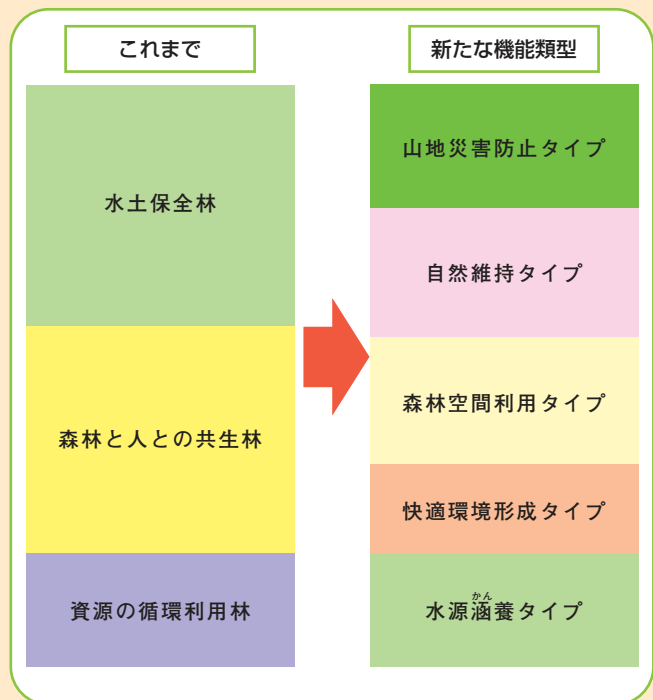 これまで
水土保全林
森林と人との共生林
資源の循環利用林
新たな機能類型
山地災害防止タイプ
自然維持タイプ
森林空間利用タイプ
快適環境形成タイプ
かん
水源涵養タイプ